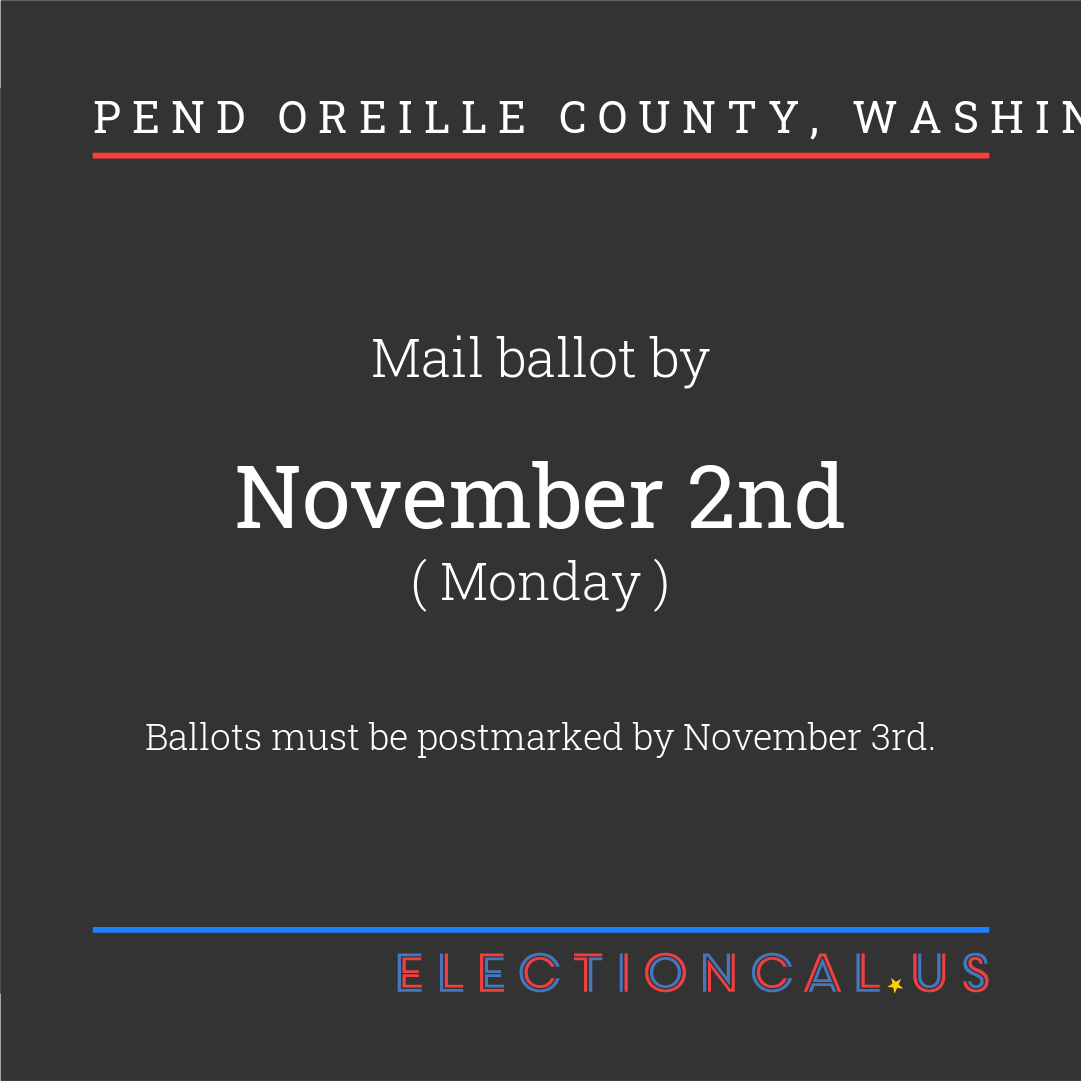 PEND OREILLE COUNTY, WASHIN
Mail ballot by
November 2nd
( Monday )
Ballots must be postmarked by November 3rd.
ELECTIONCAL.US